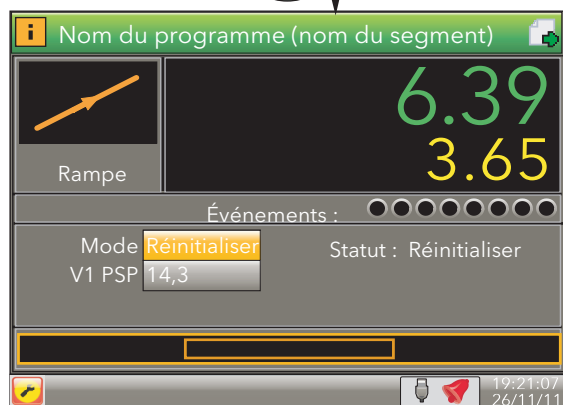 i Nom du programme (nom du segment)
6.39
3.65
Rampe
Événements :
Mode Réinitialiser Statut : Réinitialiser
V1 PSP 14,3
19:21:07
26/11/11